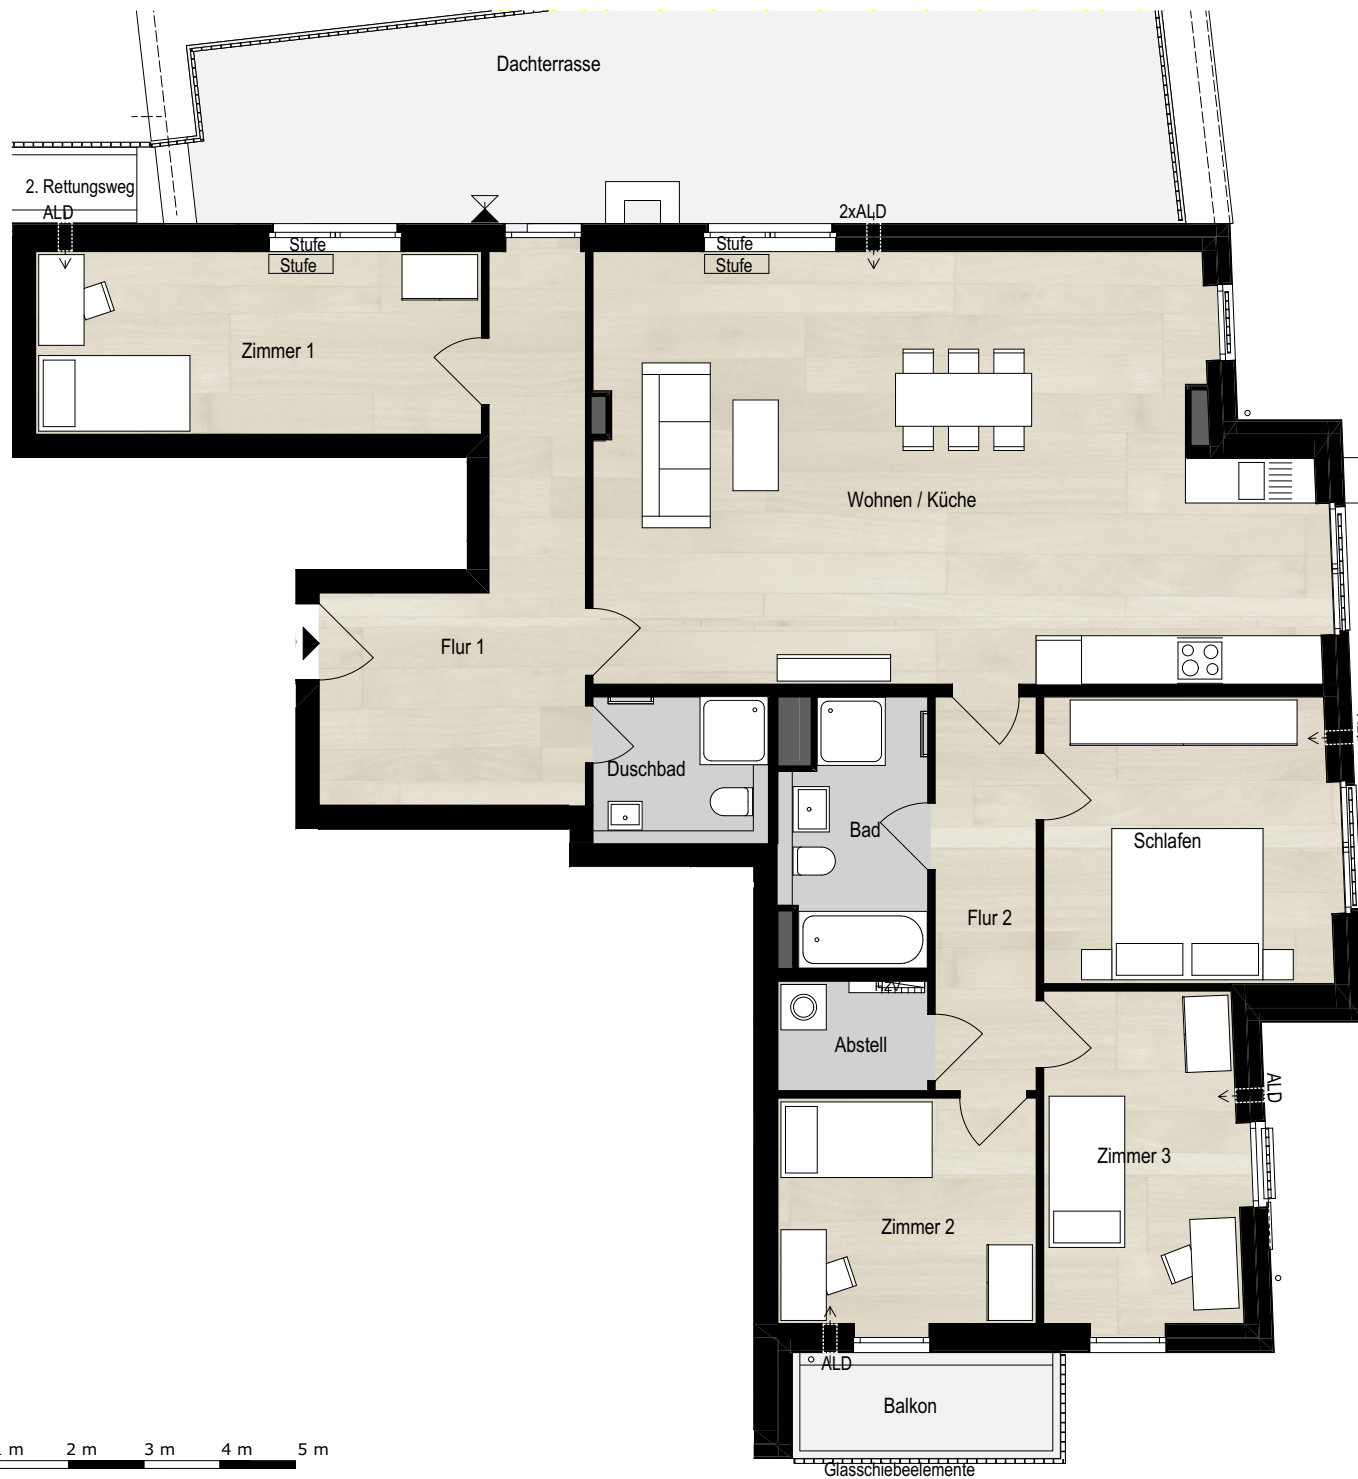 Dachterrasse
2. Rettungsweg
ALD
2xALD
Stufe
Stufe
Stufe
Stufe
Zimmer 1
Wohnen / Küche
Flur 1
Duschbad
Bad
Schlafen
Flur 2
Abstell
ALD
Zimmer 3
Zimmer 2
ALD
Balkon
Glasschiebeelemente
m 2 m 3 m 4 m 5 m